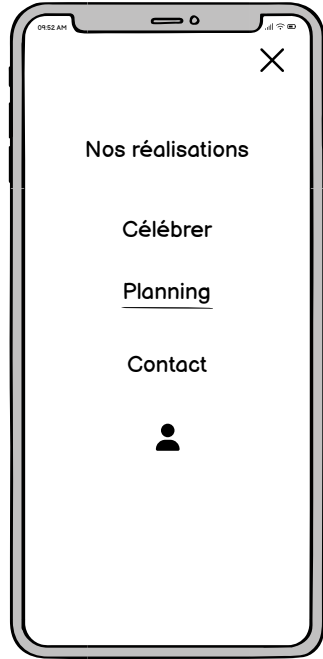 09:52 AM
Nos réalisations
Célébrer
Planning
Contact